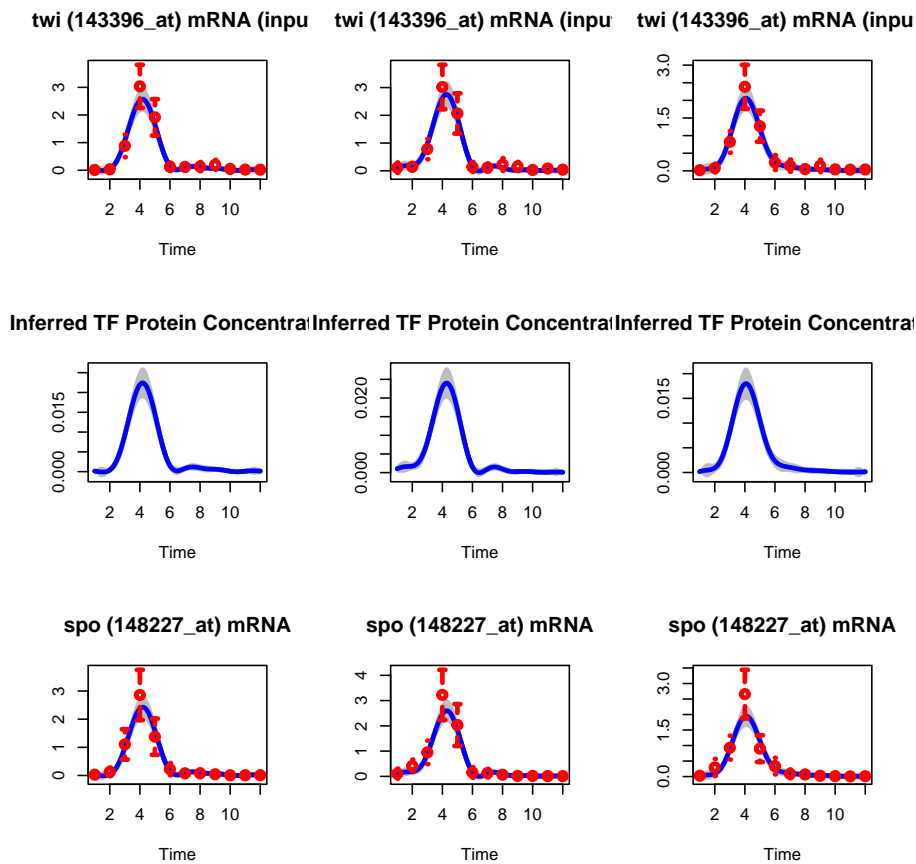 twi (143396_at) mRNA (inpu twi (143396_at) mRNA (inpu twi (143396_at) mRNA (inpu
3
2
1
0
2 4 6 8 10
Time
3
2
1
0
2 4 6 8 10
Time
3.0
1.5
0.0
2 4 6 8 10
Time
Inferred TF Protein Concentrat Inferred TF Protein Concentrat Inferred TF Protein Concentrat
0.015
0.000
2 4 6 8 10
Time
0.020
0.000
2 4 6 8 10
Time
0.015
0.000
2 4 6 8 10
Time
spo (148227_at) mRNA spo (148227_at) mRNA spo (148227_at) mRNA
3
2
1
0
2 4 6 8 10
Time
4
3
2
1
0
2 4 6 8 10
Time
3.0
1.5
0.0
2 4 6 8 10
Time